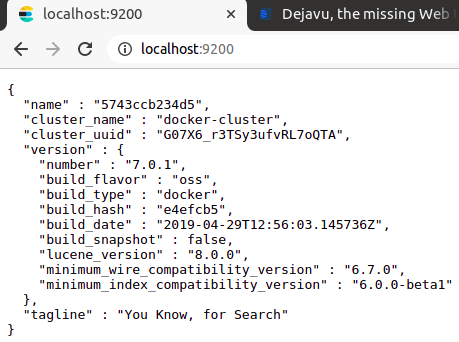 localhost:9200
Dejavu, the missing Web
localhost:9200
{
  "name" : "5743ccb234d5",
  "cluster_name" : "docker-cluster",
  "cluster_uuid" : "G07X6_r3TSy3ufvRL7oQTA",
  "version" : {
    "number" : "7.0.1",
    "build_flavor" : "oss",
    "build_type" : "docker",
    "build_hash" : "e4efcb5",
    "build_date" : "2019-04-29T12:56:03.145736Z",
    "build_snapshot" : false,
    "lucene_version" : "8.0.0",
    "minimum_wire_compatibility_version" : "6.7.0",
    "minimum_index_compatibility_version" : "6.0.0-beta1"
  },
  "tagline" : "You Know, for Search"
}